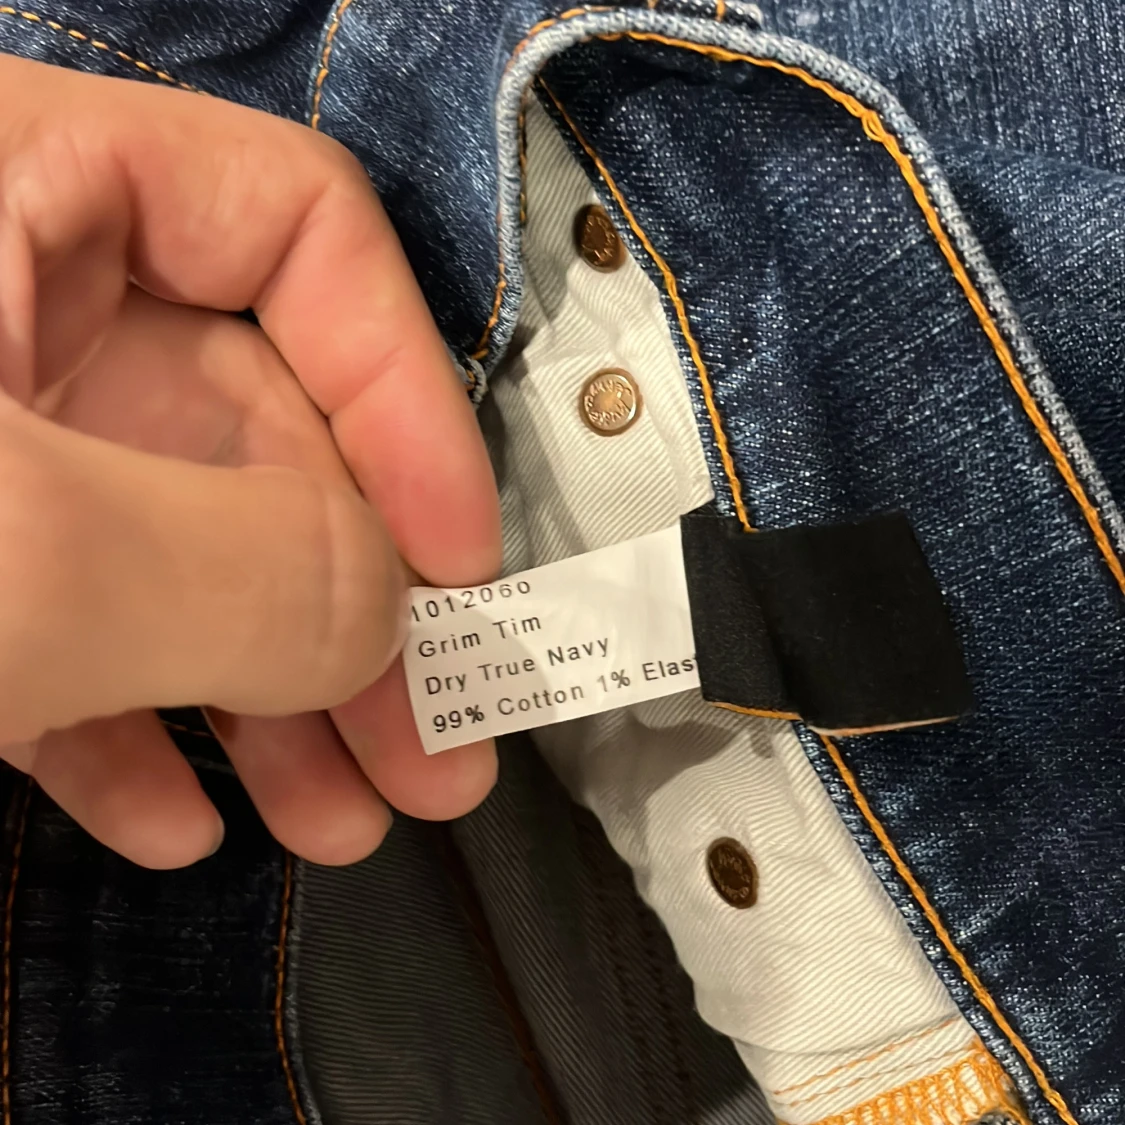 1012060
Grim Tim
Dry True Navy
99% Cotton 1% Elas